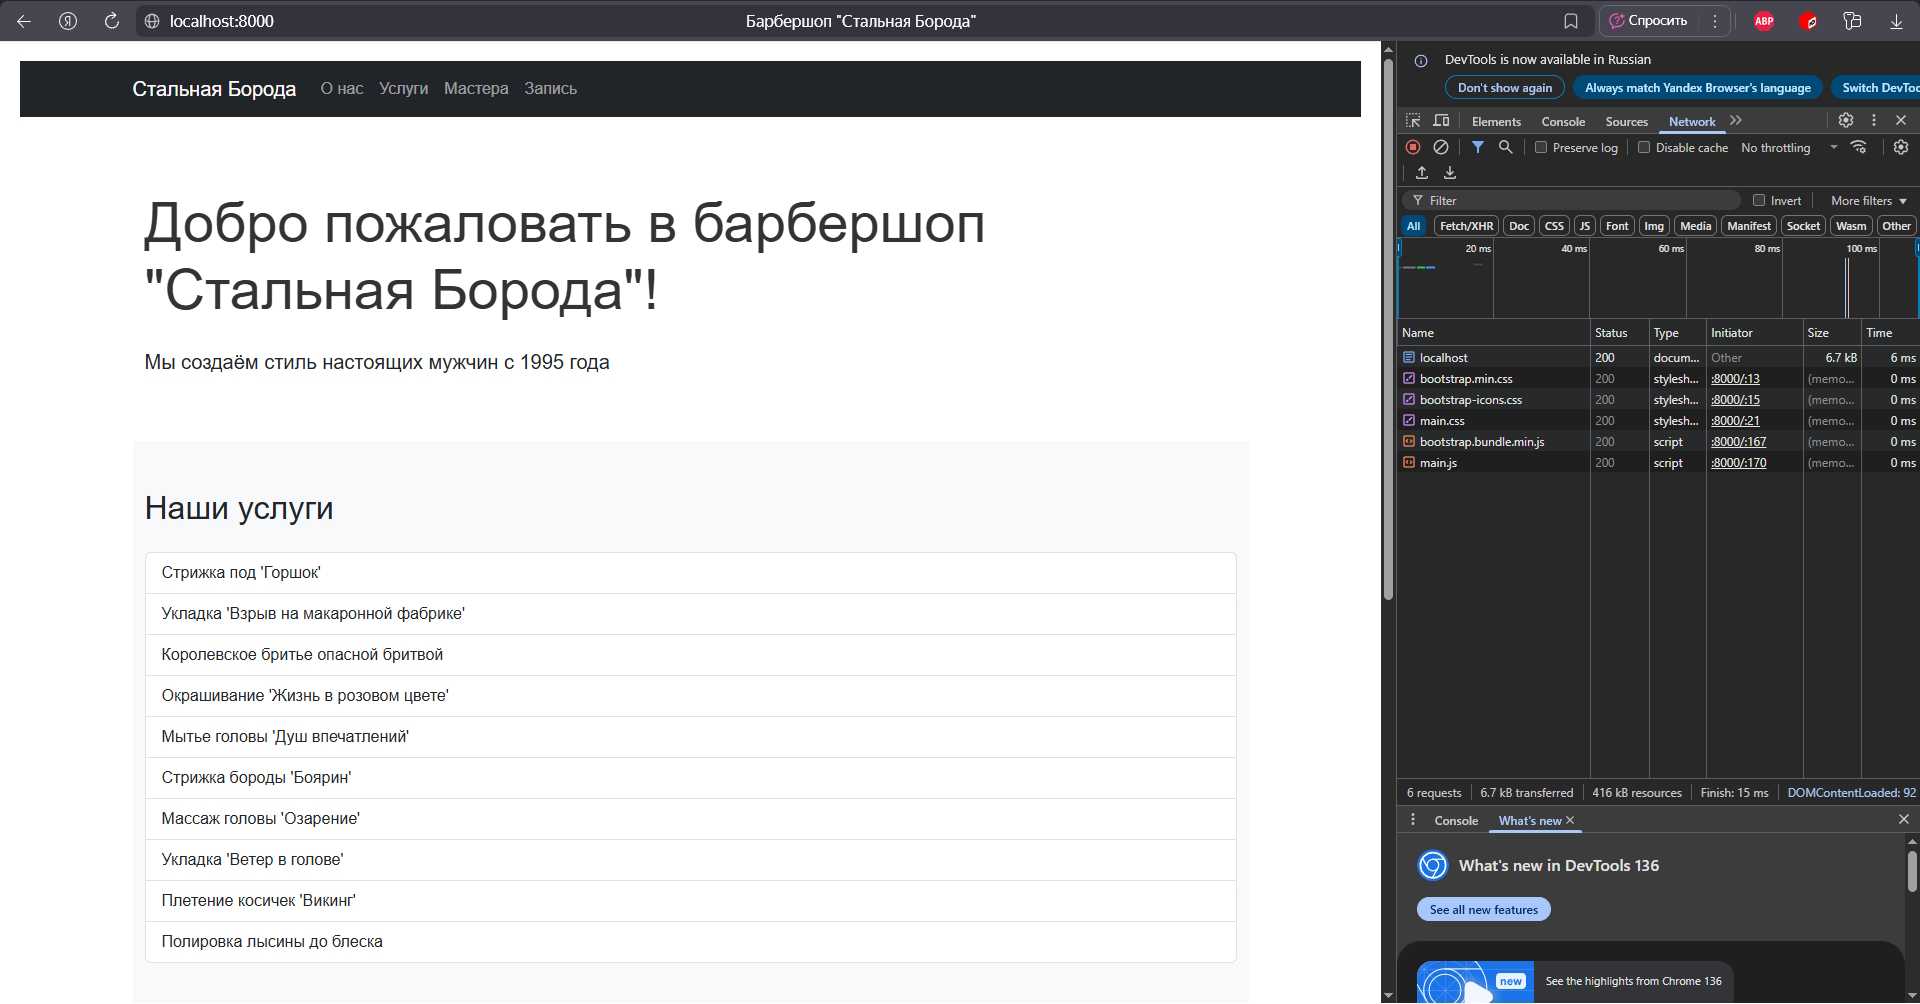 localhost:8000
Барбершоп "Стальная Борода"
Спросить
ABP
Стальная Борода О нас Услуги Мастера Запись
Добро пожаловать в барбершоп
"Стальная Борода"!
Мы создаём стиль настоящих мужчин с 1995 года
Наши услуги
Стрижка под 'Горшок'
Укладка 'Взрыв на макаронной фабрике'
Королевское бритье опасной бритвой
Окрашивание 'Жизнь в розовом цвете'
Мытье головы 'Душ впечатлений'
Стрижка бороды 'Боярин'
Массаж головы 'Озарение'
Укладка 'Ветер в голове'
Плетение косичек 'Викинг'
Полировка лысины до блеска
DevTools is now available in Russian
Don't show again Always match Yandex Browser's language Switch DevToo
Elements Console Sources Network
Preserve log Disable cache No throttling
Filter Invert More filters
All Fetch/XHR Doc CSS JS Font Img Media Manifest Socket Wasm Other
20 ms 40 ms 60 ms 80 ms 100 ms
Name Status Type Initiator Size Time
localhost 200 docum... Other 6.7 kB 6 ms
bootstrap.min.css 200 stylesh... :8000/:13 (memo... 0 ms
bootstrap-icons.css 200 stylesh... :8000/:15 (memo... 0 ms
main.css 200 stylesh... :8000/:21 (memo... 0 ms
bootstrap.bundle.min.js 200 script :8000/:167 (memo... 0 ms
main.js 200 script :8000/:170 (memo... 0 ms
6 requests 6.7 kB transferred 416 kB resources Finish: 15 ms DOMContentLoaded: 92
Console What's new
What's new in DevTools 136
See all new features
new See the highlights from Chrome 136